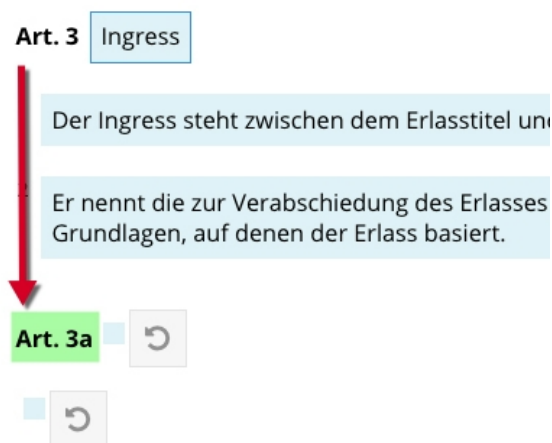 Art. 3 Ingress
Der Ingress steht zwischen dem Erlasstitel und
Er nennt die zur Verabschiedung des Erlasses
Grundlagen, auf denen der Erlass basiert.
Art. 3a